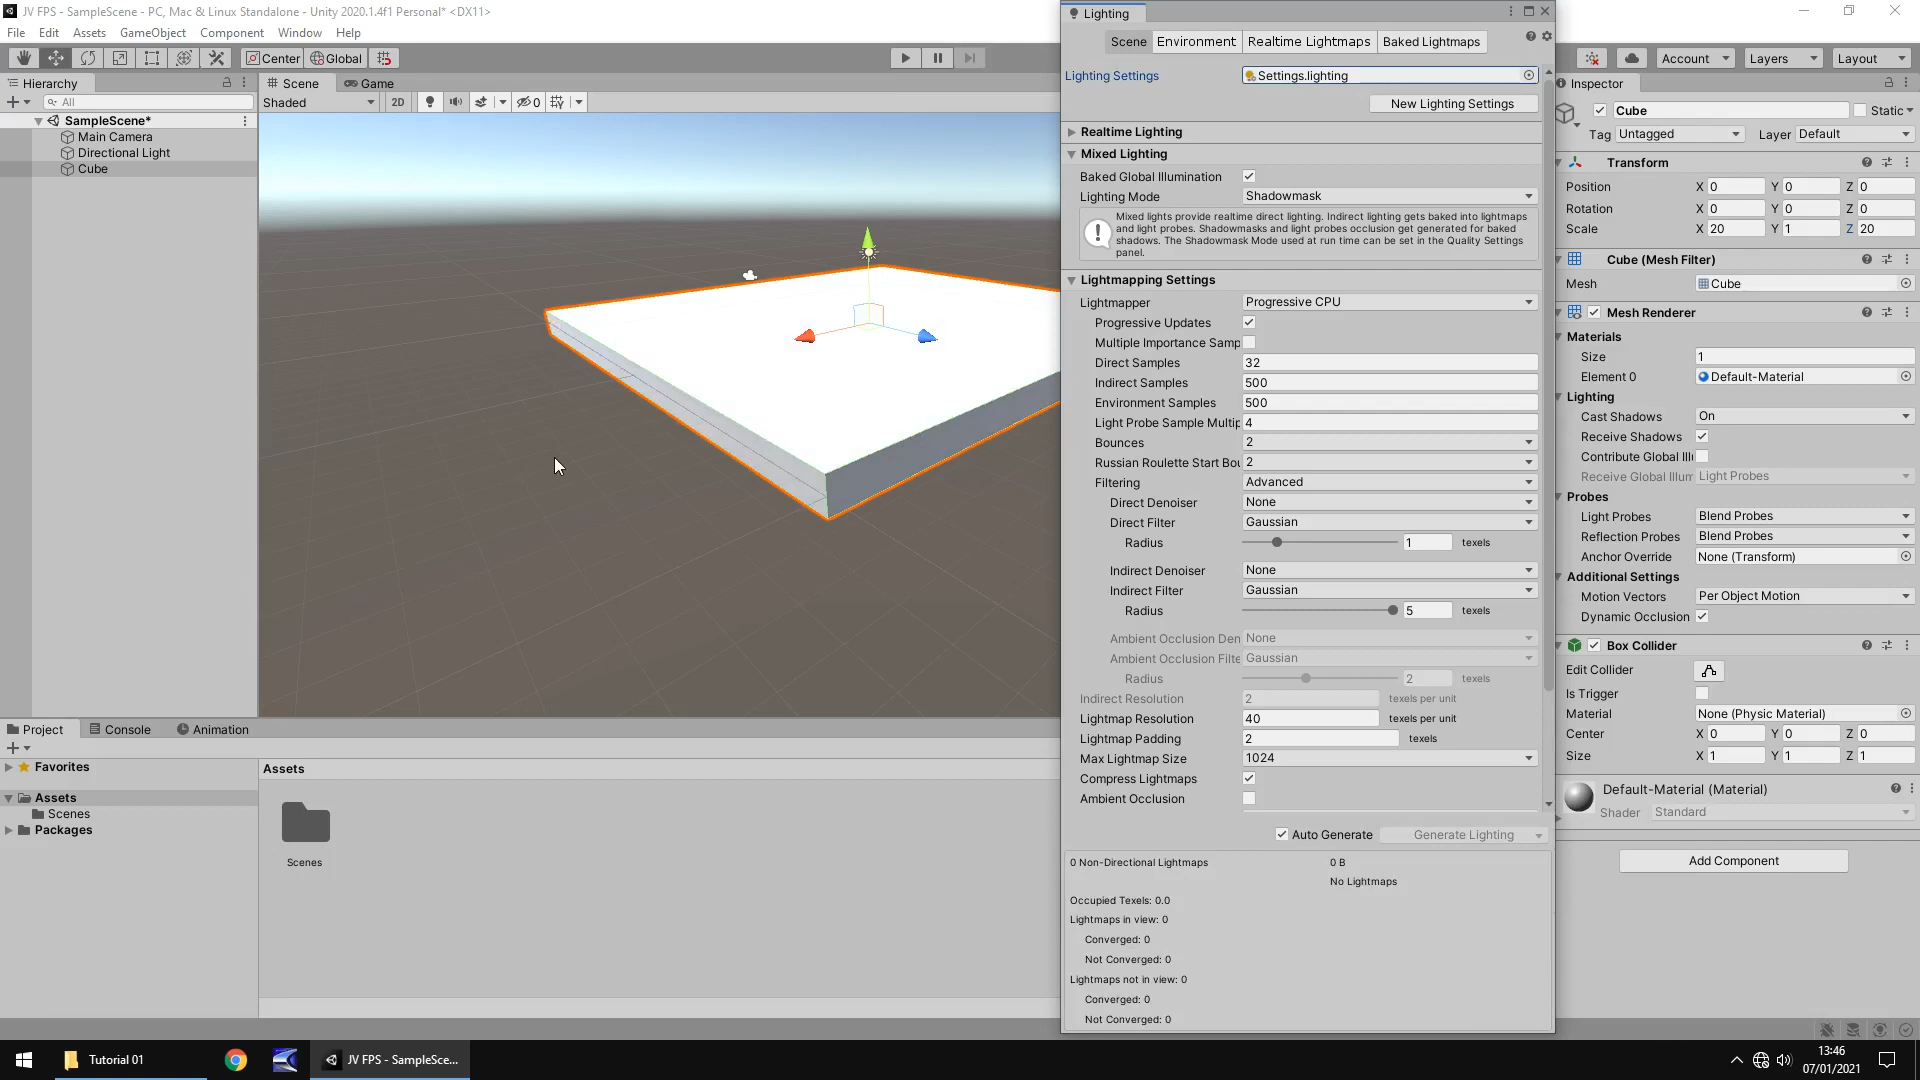 JV FPS - SampleScene - PC, Mac & Linux Standalone - Unity 2020.1.4f1 Personal* <DX11>
File Edit Assets GameObject Component Window Help
Center Global
Account Layers Layout
Hierarchy
All
SampleScene*
Main Camera
Directional Light
Cube
Scene Game
Shaded 2D 0
Lighting
Scene Environment Realtime Lightmaps Baked Lightmaps
Lighting Settings Settings.lighting
New Lighting Settings
Realtime Lighting
Mixed Lighting
Baked Global Illumination
Lighting Mode Shadowmask
Mixed lights provide realtime direct lighting. Indirect lighting gets baked into lightmaps
and light probes. Shadowmasks and light probes occlusion get generated for baked
shadows. The Shadowmask Mode used at run time can be set in the Quality Settings
panel.
Lightmapping Settings
Lightmapper Progressive CPU
Progressive Updates
Multiple Importance Samp
Direct Samples 32
Indirect Samples 500
Environment Samples 500
Light Probe Sample Multip 4
Bounces 2
Russian Roulette Start Bou 2
Filtering Advanced
Direct Denoiser None
Direct Filter Gaussian
Radius 1 texels
Indirect Denoiser None
Indirect Filter Gaussian
Radius 5 texels
Ambient Occlusion Den None
Ambient Occlusion Filte Gaussian
Radius 2 texels
Indirect Resolution 2 texels per unit
Lightmap Resolution 40 texels per unit
Lightmap Padding 2 texels
Max Lightmap Size 1024
Compress Lightmaps
Ambient Occlusion
Auto Generate Generate Lighting
0 Non-Directional Lightmaps 0 B
No Lightmaps
Occupied Texels: 0.0
Lightmaps in view: 0
Converged: 0
Not Converged: 0
Lightmaps not in view: 0
Converged: 0
Not Converged: 0
Inspector
Cube Static
Tag Untagged Layer Default
Transform
Position X 0 Y 0 Z 0
Rotation X 0 Y 0 Z 0
Scale X 20 Y 1 Z 20
Cube (Mesh Filter)
Mesh Cube
Mesh Renderer
Materials
Size 1
Element 0 Default-Material
Lighting
Cast Shadows On
Receive Shadows
Contribute Global Illu
Receive Global Illum Light Probes
Probes
Light Probes Blend Probes
Reflection Probes Blend Probes
Anchor Override None (Transform)
Additional Settings
Motion Vectors Per Object Motion
Dynamic Occlusion
Box Collider
Edit Collider
Is Trigger
Material None (Physic Material)
Center X 0 Y 0 Z 0
Size X 1 Y 1 Z 1
Default-Material (Material)
Shader Standard
Add Component
Project Console Animation
Favorites
Assets
Scenes
Packages
Assets
Scenes
Tutorial 01
JV FPS - SampleSce...
13:46
07/01/2021